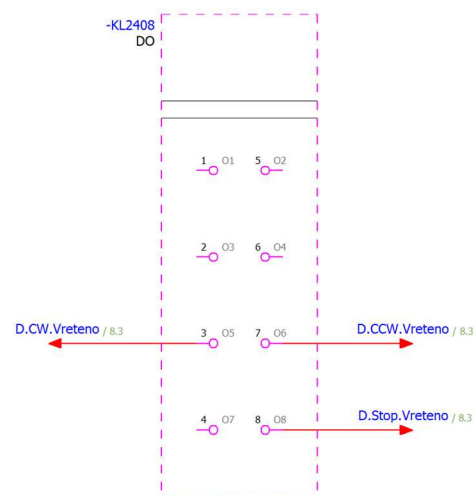 -KL2408
DO
1 O1 5 O2
2 O3 6 O4
D.CW.Vreteno / 8.3 3 O5 7 O6 D.CCW.Vreteno / 8.3
4 O7 8 O8 D.Stop.Vreteno / 8.3